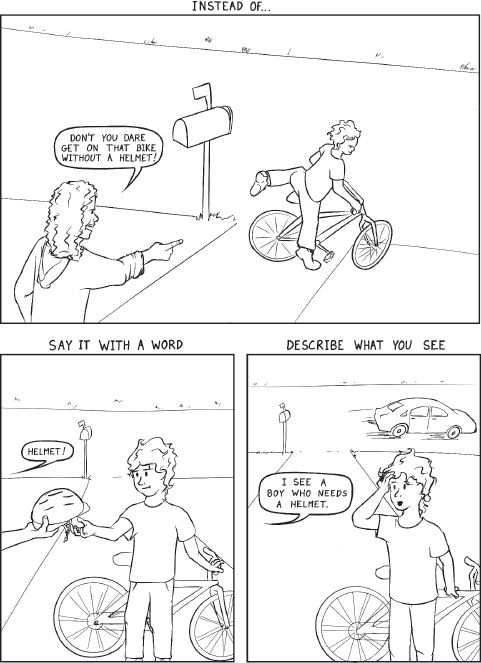 INSTEAD OF...
DON'T YOU DARE
GET ON THAT BIKE
WITHOUT A HELMET!
SAY IT WITH A WORD
HELMET!
DESCRIBE WHAT YOU SEE
I SEE A
BOY WHO NEEDS
A HELMET.